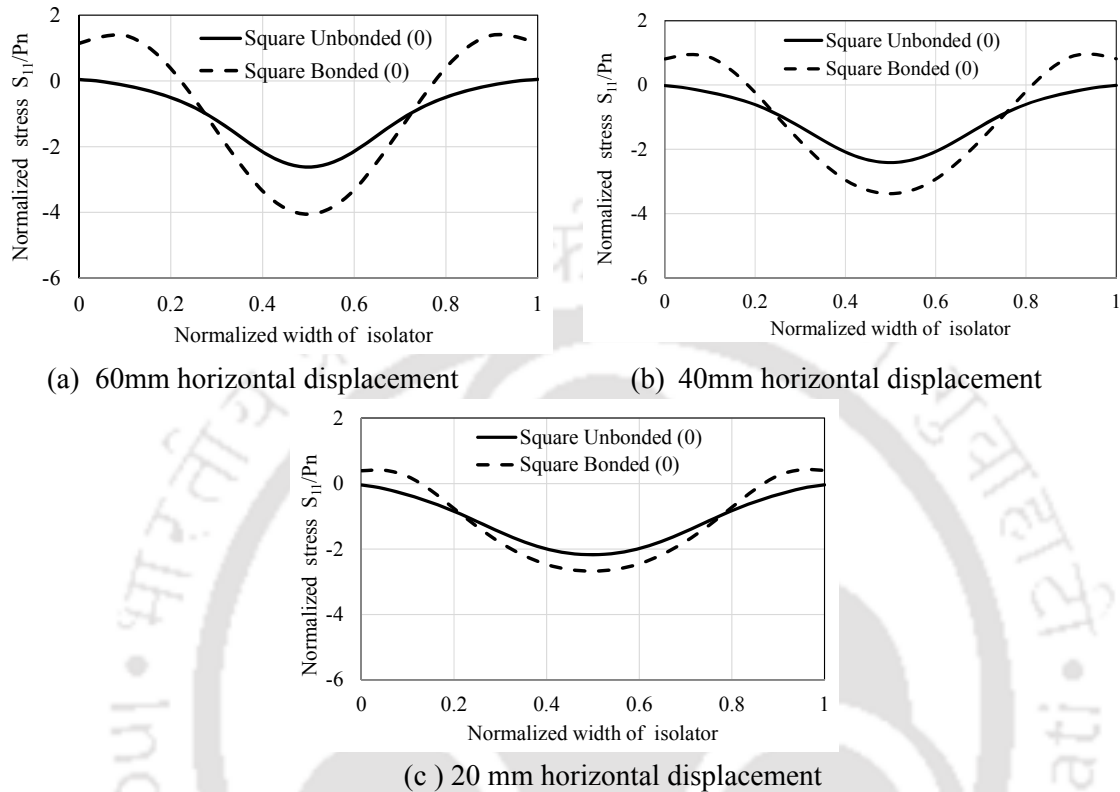 2
0
-2
-4
-6
Normalized stress S₁₁/Pn
Square Unbonded (0)
Square Bonded (0)
0 0.2 0.4 0.6 0.8 1
Normalized width of isolator
(a) 60mm horizontal displacement
2
0
-2
-4
-6
Normalized stress S₁₁/Pn
Square Unbonded (0)
Square Bonded (0)
0 0.2 0.4 0.6 0.8 1
Normalized width of isolator
(b) 40mm horizontal displacement
2
0
-2
-4
-6
Normalized stress S₁₁/Pn
Square Unbonded (0)
Square Bonded (0)
0 0.2 0.4 0.6 0.8 1
Normalized width of isolator
(c ) 20 mm horizontal displacement